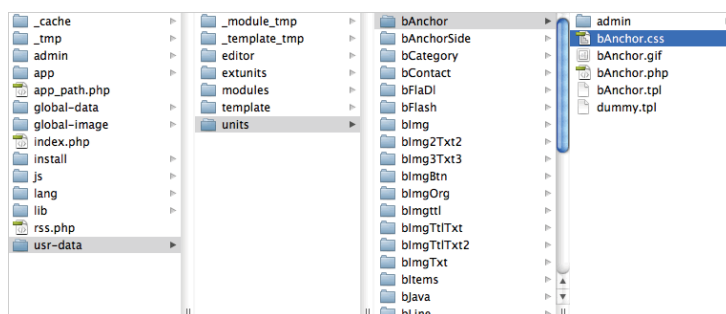 _cache
_tmp
admin
app
app_path.php
global-data
global-image
index.php
install
js
lang
lib
rss.php
usr-data
_module_tmp
_template_tmp
editor
extunits
modules
template
units
bAnchor
bAnchorSide
bCategory
bContact
bFlaDl
bFlash
bImg
bImg2Txt2
bImg3Txt3
bImgBtn
bImgOrg
bImgttl
bImgTtlTxt
bImgTtlTxt2
bImgTxt
bItems
bJava
bLine
admin
bAnchor.css
bAnchor.gif
bAnchor.php
bAnchor.tpl
dummy.tpl